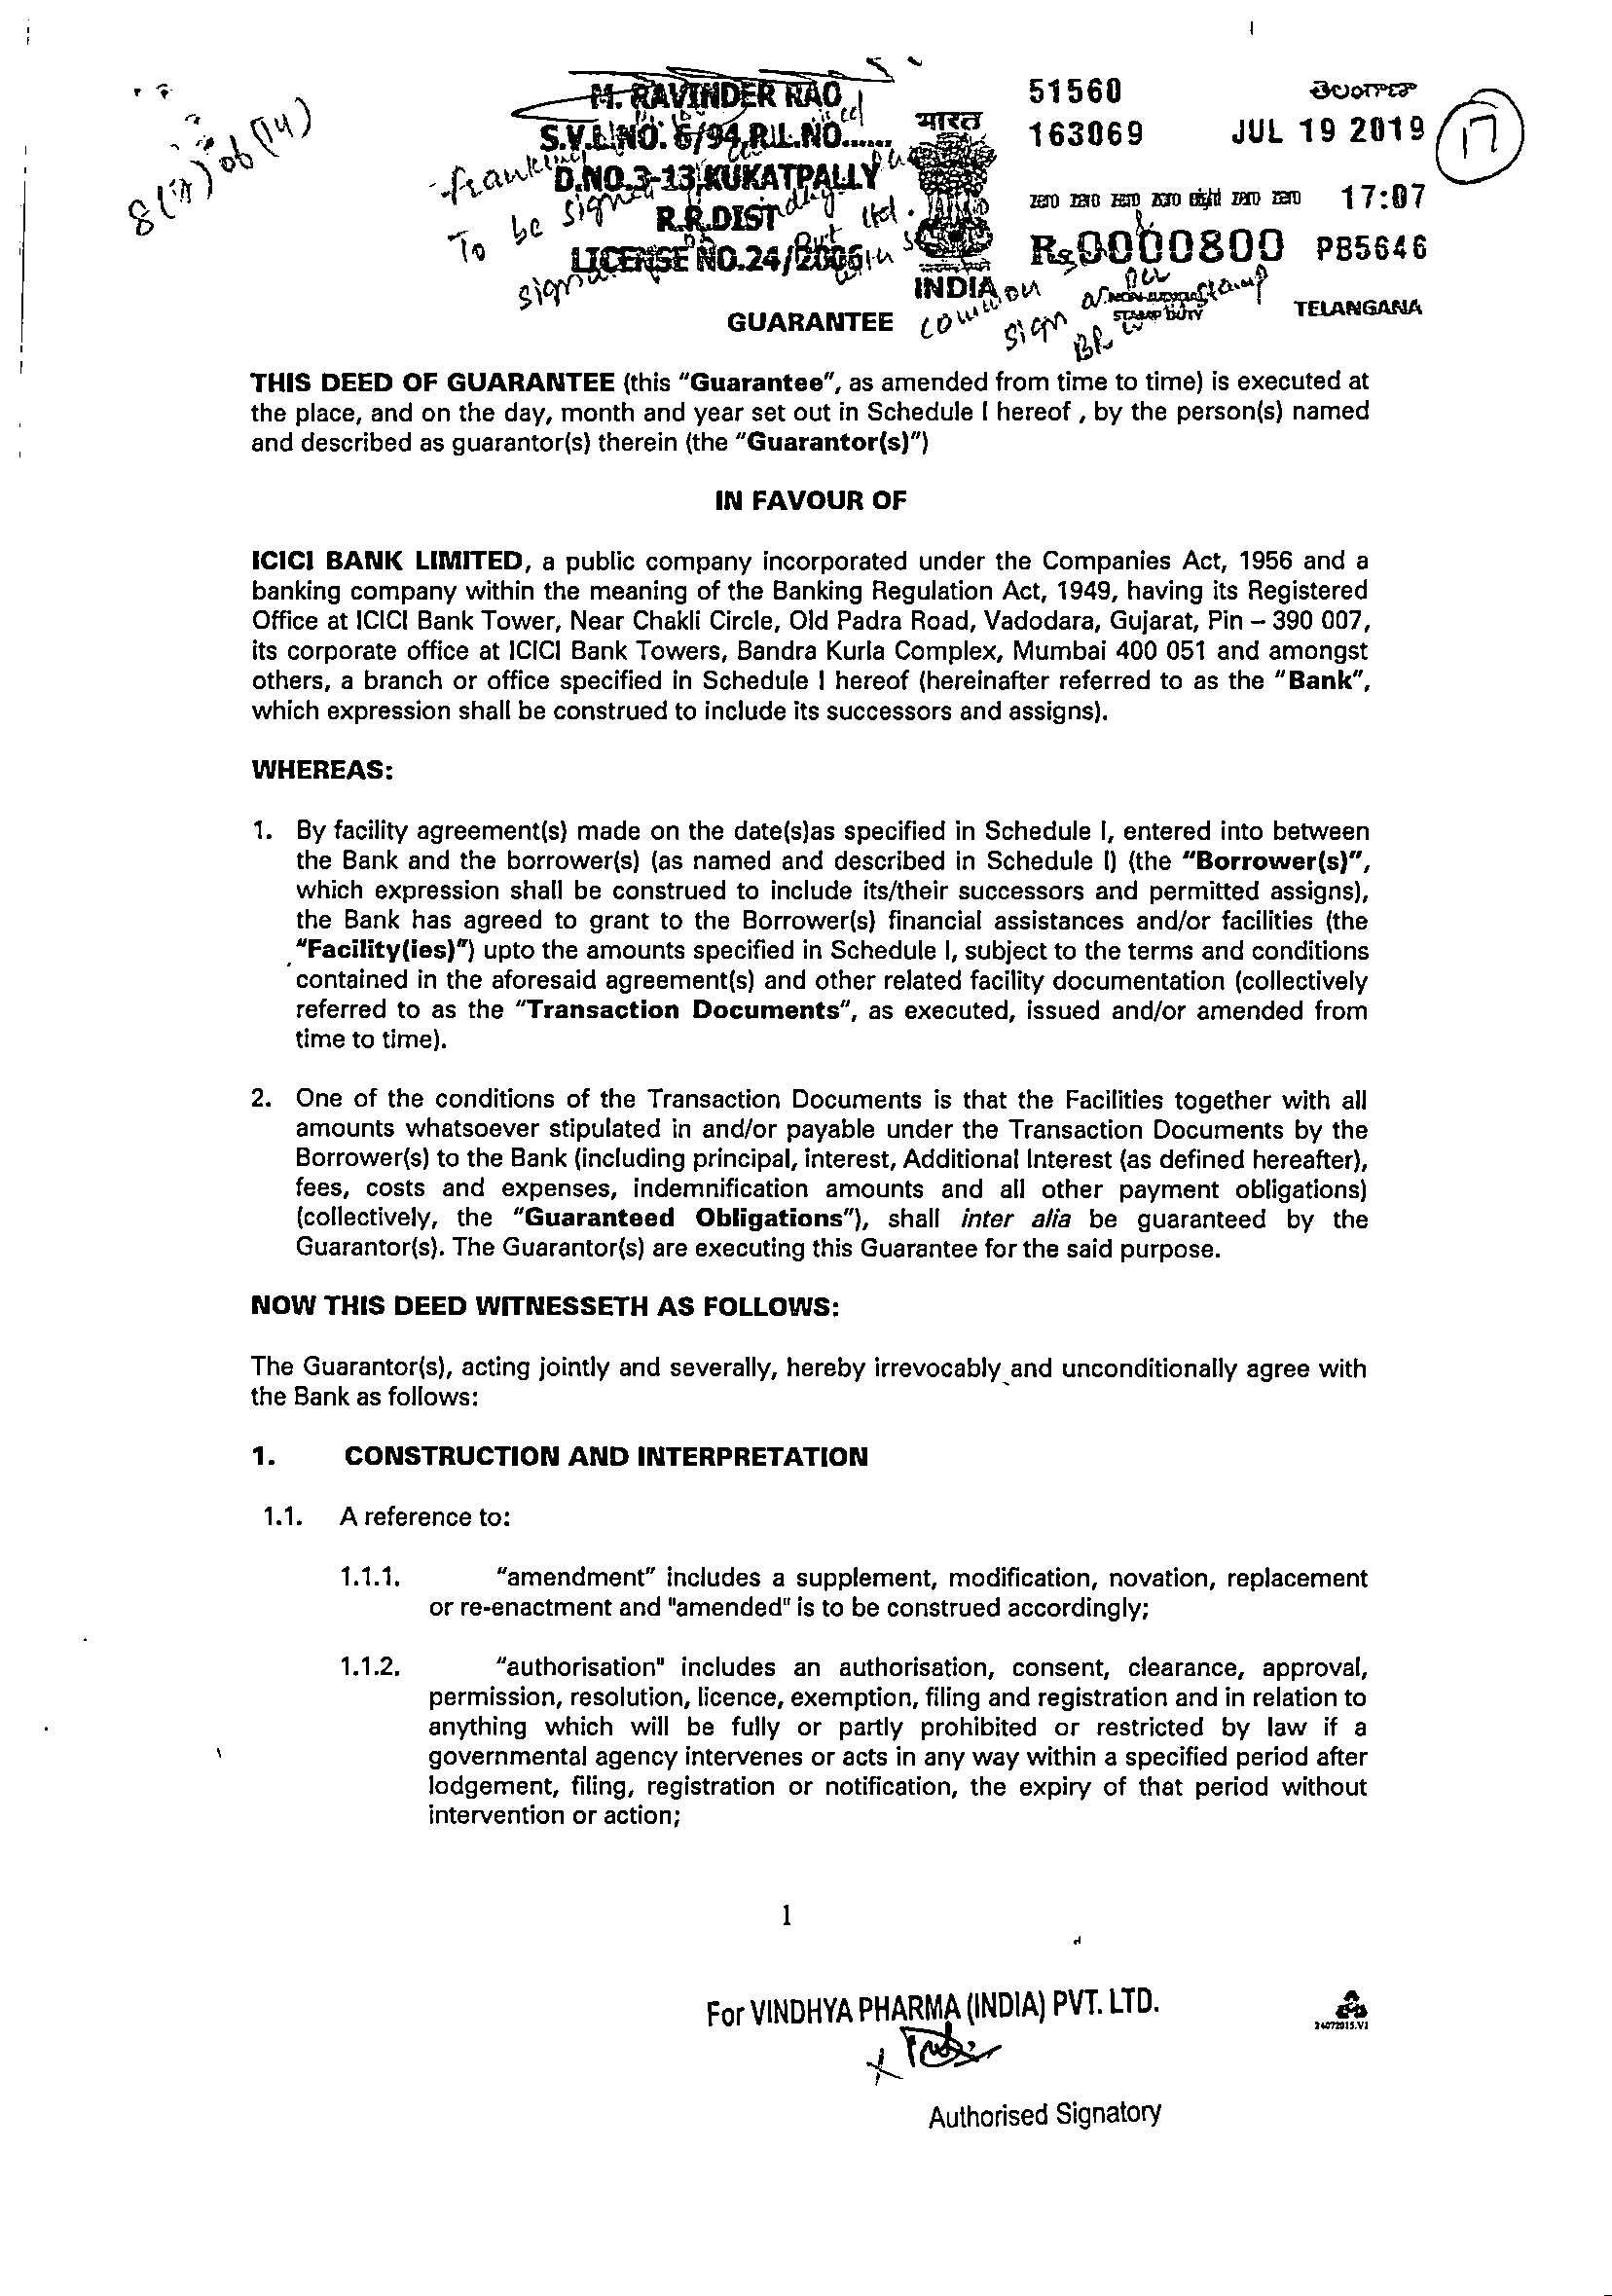 M. RAVINDER RAO
S.V.L.NO. 6/94,R.L.NO......
D.NO.3-13,KUKATPALLY
R.R.DIST
LICENSE NO.24/2006
भारत
INDIA
51560
తెలంగాణ
163069
JUL 19 2019
17
17:07
Rs.0000800 PB5646
STAMP DUTY
TELANGANA
8(17) of (14)
franking
To be signed
common
sign
stamp
GUARANTEE
THIS DEED OF GUARANTEE (this "Guarantee", as amended from time to time) is executed at
the place, and on the day, month and year set out in Schedule I hereof , by the person(s) named
and described as guarantor(s) therein (the "Guarantor(s)")
IN FAVOUR OF
ICICI BANK LIMITED, a public company incorporated under the Companies Act, 1956 and a
banking company within the meaning of the Banking Regulation Act, 1949, having its Registered
Office at ICICI Bank Tower, Near Chakli Circle, Old Padra Road, Vadodara, Gujarat, Pin – 390 007,
its corporate office at ICICI Bank Towers, Bandra Kurla Complex, Mumbai 400 051 and amongst
others, a branch or office specified in Schedule I hereof (hereinafter referred to as the "Bank",
which expression shall be construed to include its successors and assigns).
WHEREAS:
1. By facility agreement(s) made on the date(s)as specified in Schedule I, entered into between
the Bank and the borrower(s) (as named and described in Schedule I) (the "Borrower(s)",
which expression shall be construed to include its/their successors and permitted assigns),
the Bank has agreed to grant to the Borrower(s) financial assistances and/or facilities (the
"Facility(ies)") upto the amounts specified in Schedule I, subject to the terms and conditions
contained in the aforesaid agreement(s) and other related facility documentation (collectively
referred to as the "Transaction Documents", as executed, issued and/or amended from
time to time).
2. One of the conditions of the Transaction Documents is that the Facilities together with all
amounts whatsoever stipulated in and/or payable under the Transaction Documents by the
Borrower(s) to the Bank (including principal, interest, Additional Interest (as defined hereafter),
fees, costs and expenses, indemnification amounts and all other payment obligations)
(collectively, the "Guaranteed Obligations"), shall inter alia be guaranteed by the
Guarantor(s). The Guarantor(s) are executing this Guarantee for the said purpose.
NOW THIS DEED WITNESSETH AS FOLLOWS:
The Guarantor(s), acting jointly and severally, hereby irrevocably and unconditionally agree with
the Bank as follows:
1. CONSTRUCTION AND INTERPRETATION
1.1. A reference to:
1.1.1. "amendment" includes a supplement, modification, novation, replacement
or re-enactment and "amended" is to be construed accordingly;
1.1.2. "authorisation" includes an authorisation, consent, clearance, approval,
permission, resolution, licence, exemption, filing and registration and in relation to
anything which will be fully or partly prohibited or restricted by law if a
governmental agency intervenes or acts in any way within a specified period after
lodgement, filing, registration or notification, the expiry of that period without
intervention or action;
1
For VINDHYA PHARMA (INDIA) PVT. LTD.
24072015.V1
Authorised Signatory